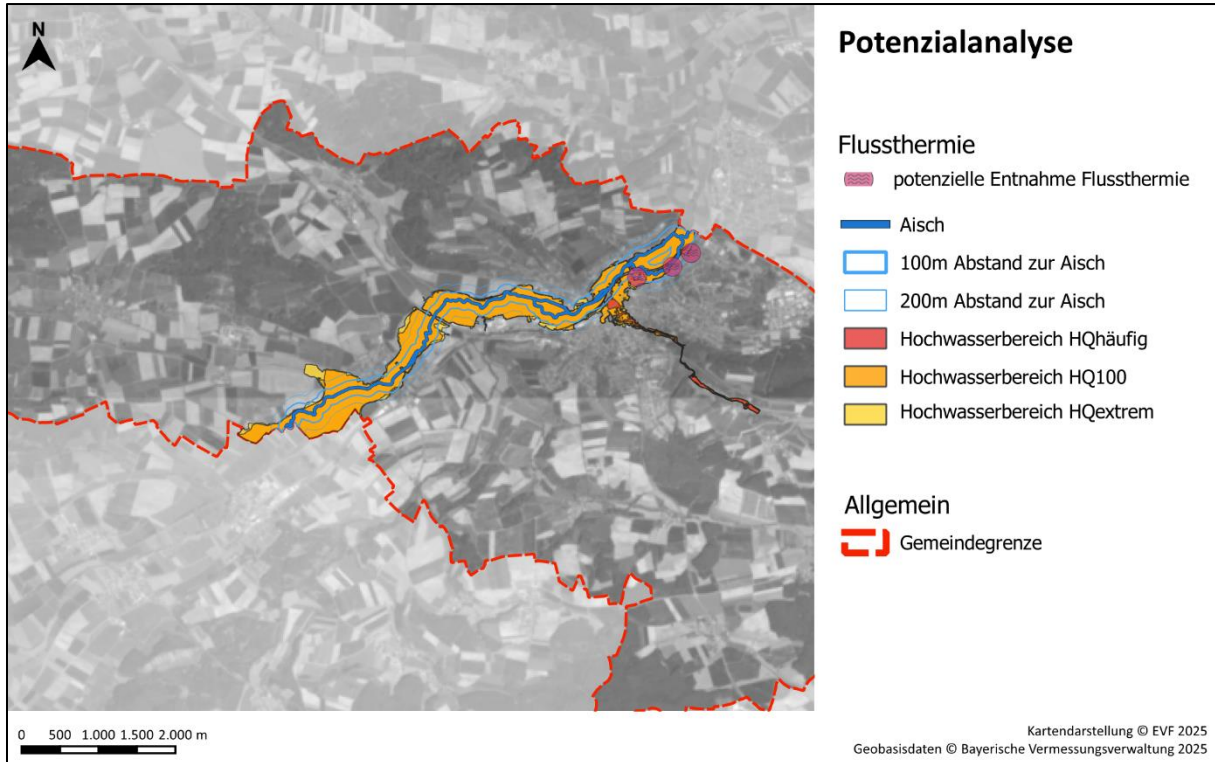 N
Potenzialanalyse
Flussthermie
potenzielle Entnahme Flussthermie
Aisch
100m Abstand zur Aisch
200m Abstand zur Aisch
Hochwasserbereich HQhäufig
Hochwasserbereich HQ100
Hochwasserbereich HQextrem
Allgemein
Gemeindegrenze
0 500 1.000 1.500 2.000 m
Kartendarstellung © EVF 2025
Geobasisdaten © Bayerische Vermessungsverwaltung 2025